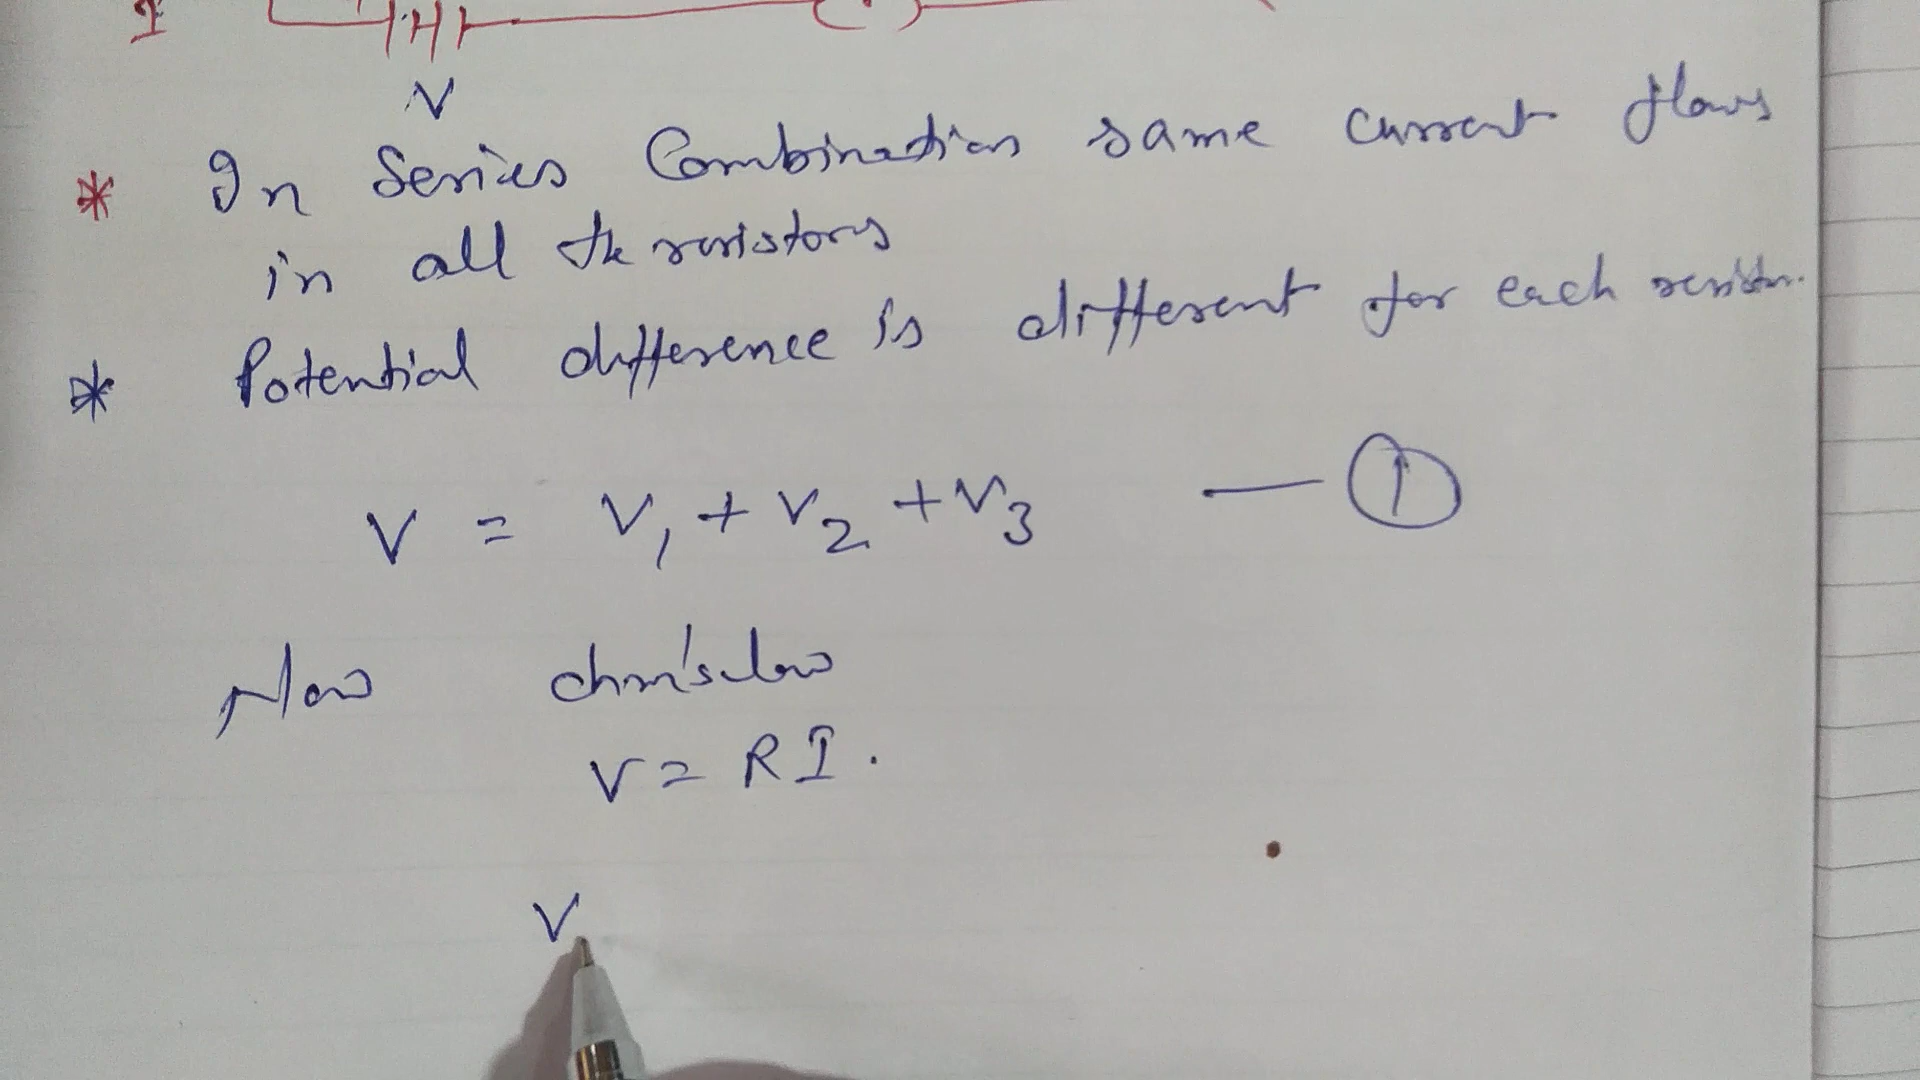 I
V
* In Series Combination same current flows
in all the resistors
* Potential difference is different for each resistor.
V = V1 + V2 + V3 — 1
Now ohm's law
V = RI.
V